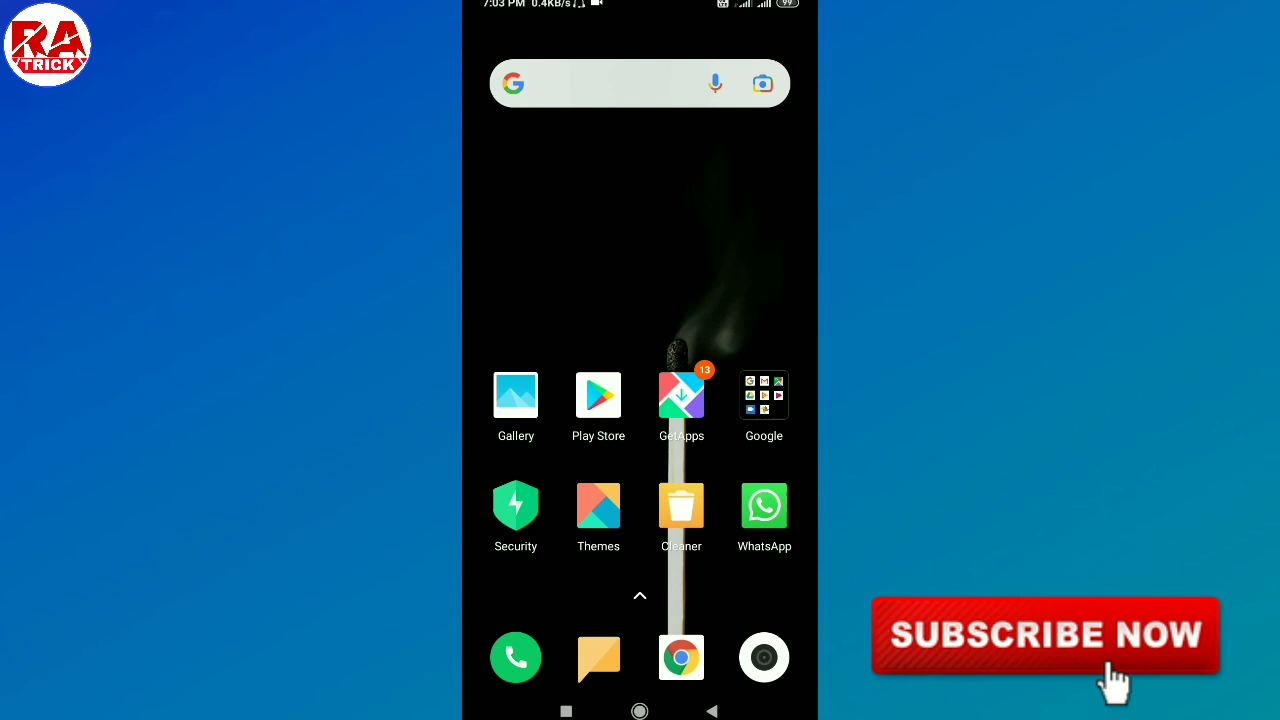 RA
TRICK
7:03 PM 0.4KB/s
99
13
Gallery
Play Store
GetApps
Google
Security
Themes
Cleaner
WhatsApp
SUBSCRIBE NOW